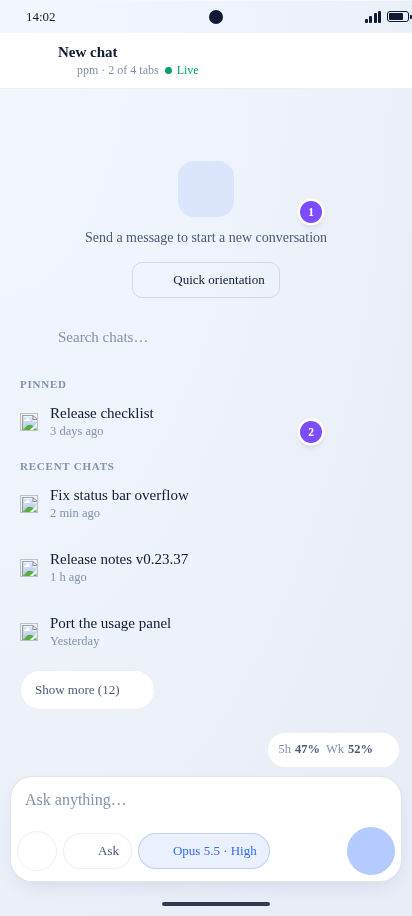 14:02
New chat
ppm · 2 of 4 tabs Live
1
Send a message to start a new conversation
Quick orientation
Search chats…
PINNED
Release checklist
3 days ago
2
RECENT CHATS
Fix status bar overflow
2 min ago
Release notes v0.23.37
1 h ago
Port the usage panel
Yesterday
Show more (12)
5h 47% Wk 52%
Ask anything…
Ask
Opus 5.5 · High